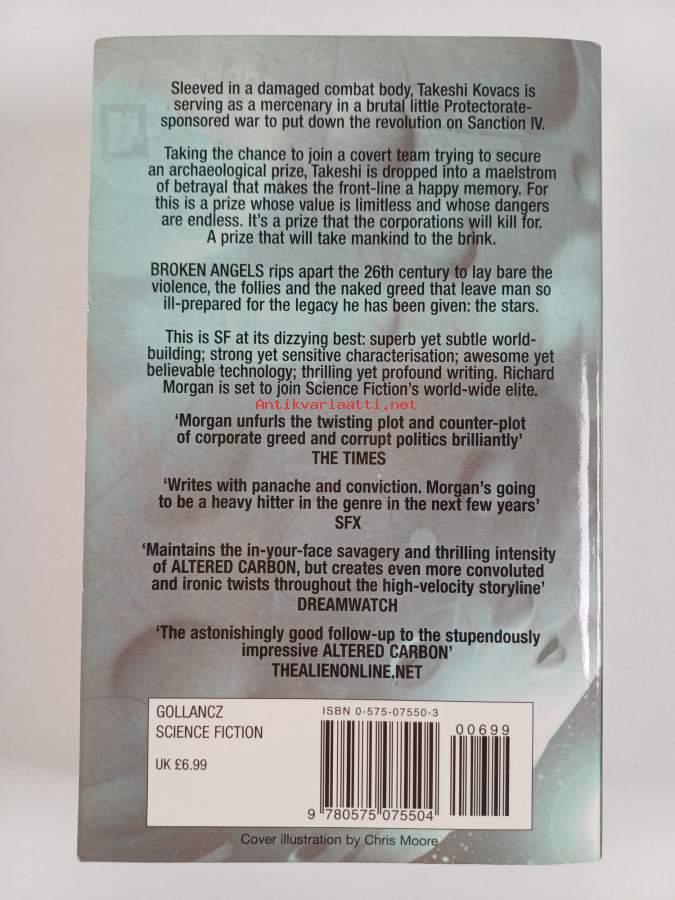 Sleeved in a damaged combat body, Takeshi Kovacs is
serving as a mercenary in a brutal little Protectorate-
sponsored war to put down the revolution on Sanction IV.
Taking the chance to join a covert team trying to secure
an archaeological prize, Takeshi is dropped into a maelstrom
of betrayal that makes the front-line a happy memory. For
this is a prize whose value is limitless and whose dangers
are endless. It's a prize that the corporations will kill for.
A prize that will take mankind to the brink.
BROKEN ANGELS rips apart the 26th century to lay bare the
violence, the follies and the naked greed that leave man so
ill-prepared for the legacy he has been given: the stars.
This is SF at its dizzying best: superb yet subtle world-
building; strong yet sensitive characterisation; awesome yet
believable technology; thrilling yet profound writing. Richard
Morgan is set to join Science Fiction's world-wide elite.
Antikvariaatti.net
'Morgan unfurls the twisting plot and counter-plot
of corporate greed and corrupt politics brilliantly'
THE TIMES
'Writes with panache and conviction. Morgan's going
to be a heavy hitter in the genre in the next few years'
SFX
'Maintains the in-your-face savagery and thrilling intensity
of ALTERED CARBON, but creates even more convoluted
and ironic twists throughout the high-velocity storyline'
DREAMWATCH
'The astonishingly good follow-up to the stupendously
impressive ALTERED CARBON'
THEALIENONLINE.NET
GOLLANCZ
SCIENCE FICTION
UK £6.99
ISBN 0-575-07550-3
00699
9 780575 075504
Cover illustration by Chris Moore